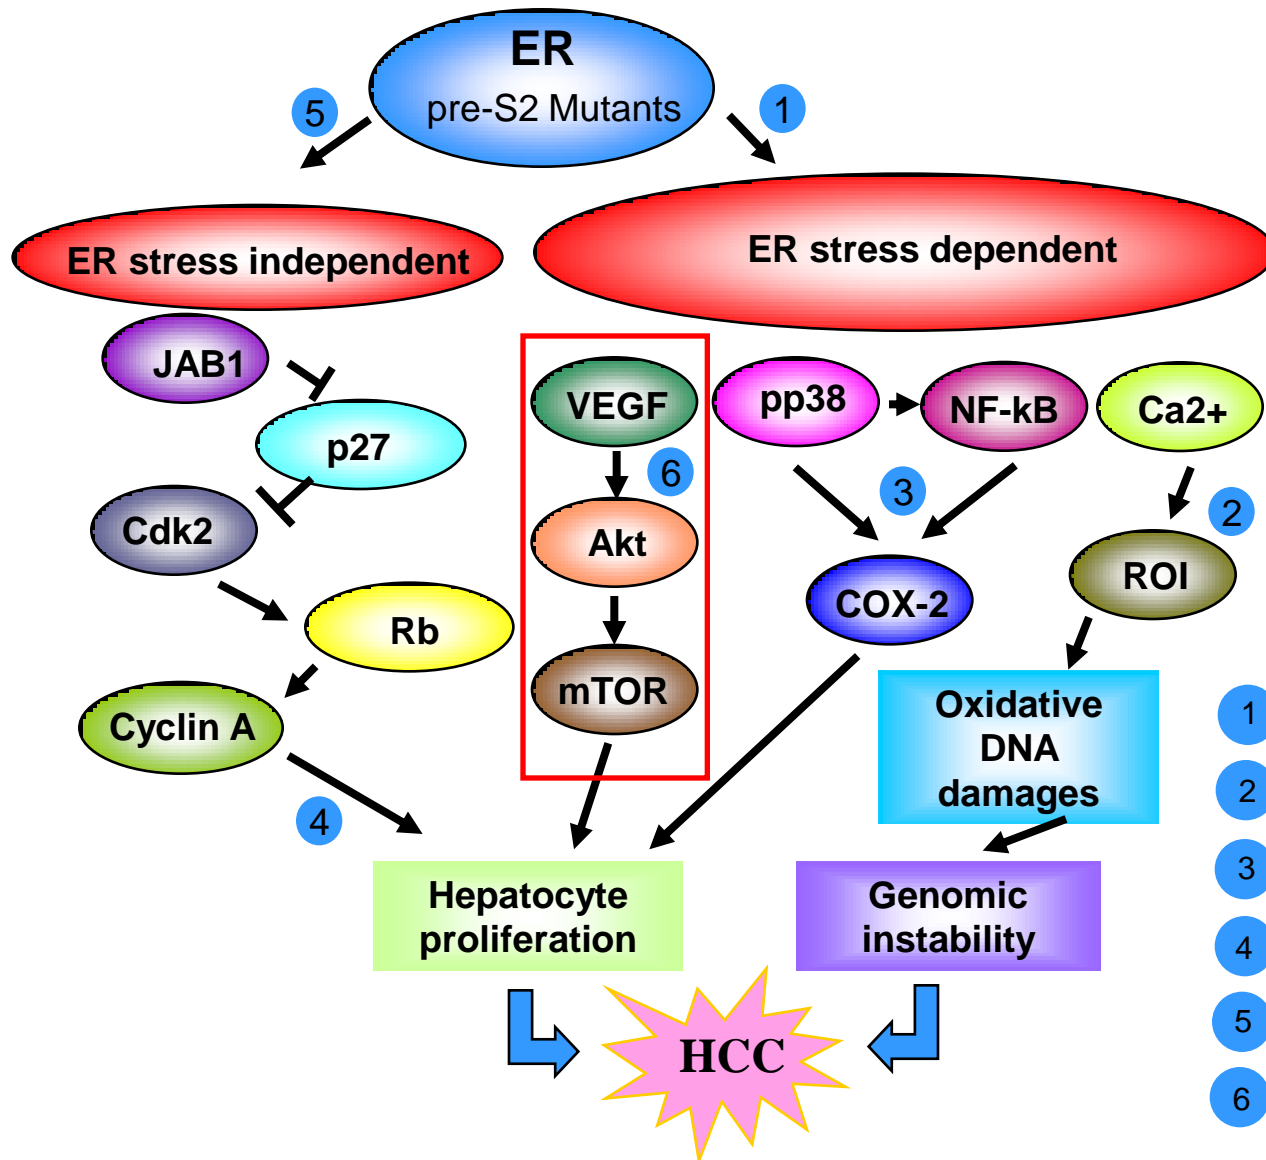 ER
pre-S2 Mutants
5
1
ER stress independent
ER stress dependent
JAB1
VEGF
pp38
NF-kB
Ca2+
p27
6
3
2
Cdk2
Akt
ROI
COX-2
Rb
mTOR
Cyclin A
Oxidative
DNA
damages
4
Hepatocyte
proliferation
Genomic
instability
HCC
1
2
3
4
5
6